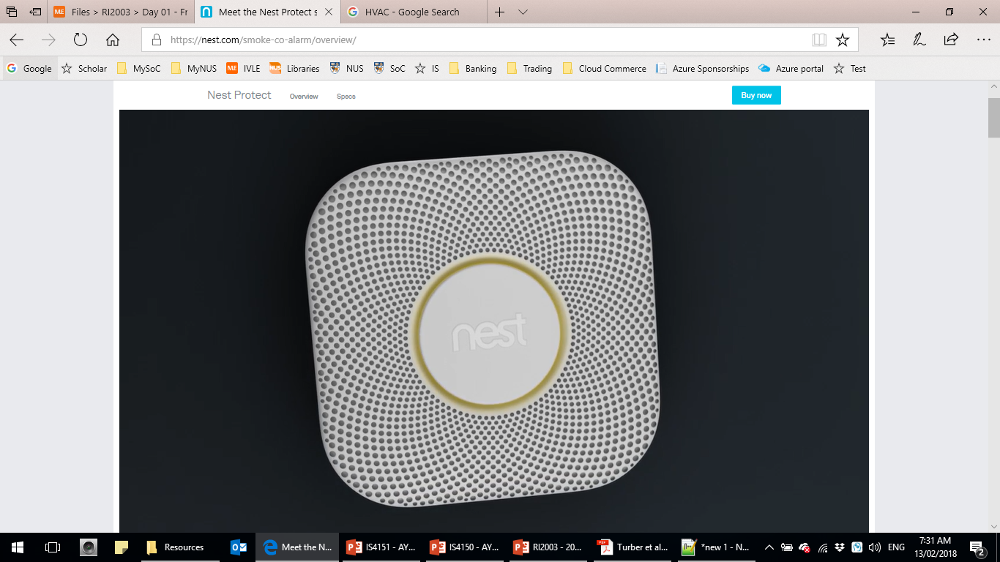 Files > RI2003 > Day 01 - Fr
Meet the Nest Protect s
HVAC - Google Search
https://nest.com/smoke-co-alarm/overview/
Google Scholar MySoC MyNUS IVLE Libraries NUS SoC IS Banking Trading Cloud Commerce Azure Sponsorships Azure portal Test
Nest Protect Overview Specs Buy now
nest
Resources Meet the N... IS4151 - AY... IS4150 - AY... RI2003 - 20... Turber et al... *new 1 - N... ENG
7:31 AM
13/02/2018
2